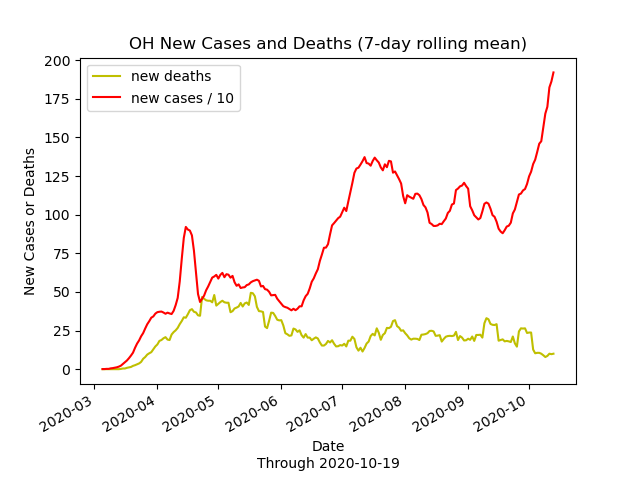 OH New Cases and Deaths (7-day rolling mean)
new deaths
new cases / 10
200
175
150
125
100
75
50
25
0
New Cases or Deaths
2020-03
2020-04
2020-05
2020-06
2020-07
2020-08
2020-09
2020-10
Date
Through 2020-10-19